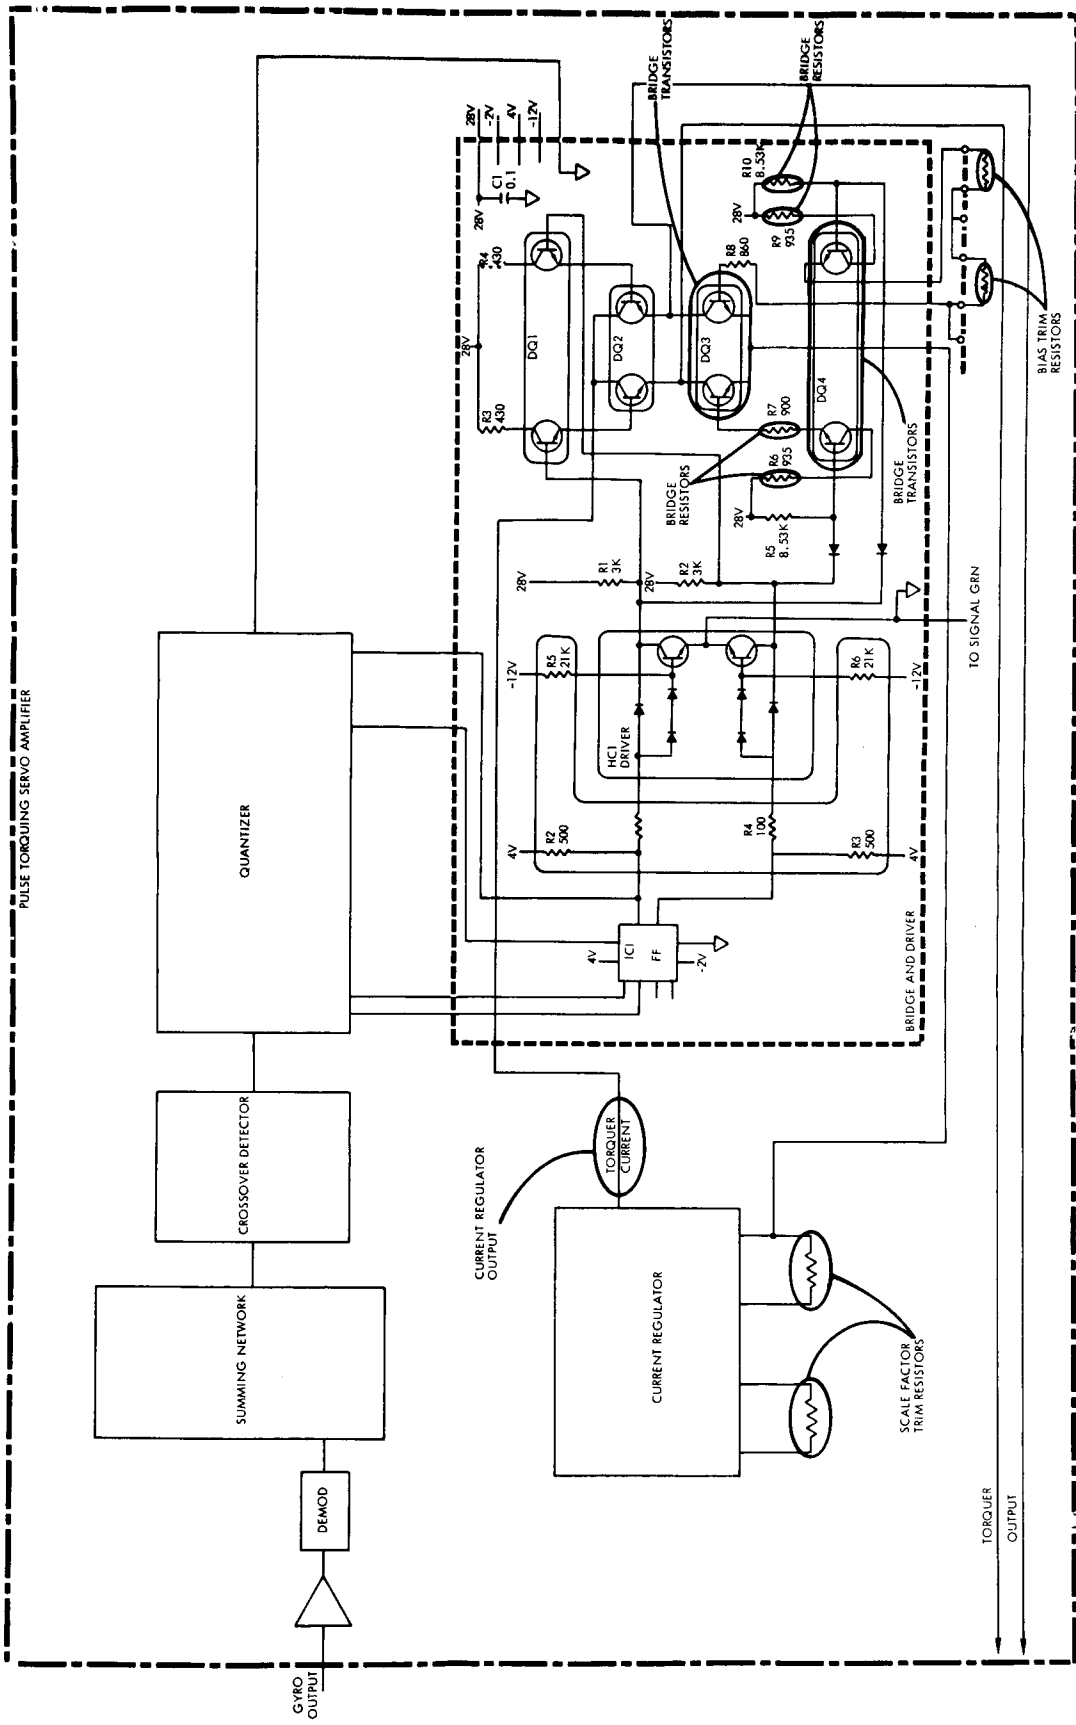 PULSE TORQUING SERVO AMPLIFIER
GYRO
OUTPUT
DEMOD
SUMMING NETWORK
CROSSOVER DETECTOR
QUANTIZER
CURRENT REGULATOR
OUTPUT
TORQUER
CURRENT
CURRENT REGULATOR
SCALE FACTOR
TRIM RESISTORS
TORQUER
OUTPUT
BRIDGE AND DRIVER
4V
IC1
FF
-2V
4V
R2
500
R4
100
R3
500
4V
HC1
DRIVER
-12V
R5
21K
R6
21K
-12V
TO SIGNAL GRN
28V
R1
3K
28V
R2
3K
28V
R5
8.53K
R6
935
R7
900
BRIDGE
RESISTORS
28V
R3
430
R4
430
DQ1
DQ2
DQ3
DQ4
R8
860
28V
R9
935
R10
8.53K
28V
C1
0.1
28V
-2V
4V
-12V
BRIDGE
TRANSISTORS
BRIDGE
RESISTORS
BRIDGE
TRANSISTORS
BIAS TRIM
RESISTORS